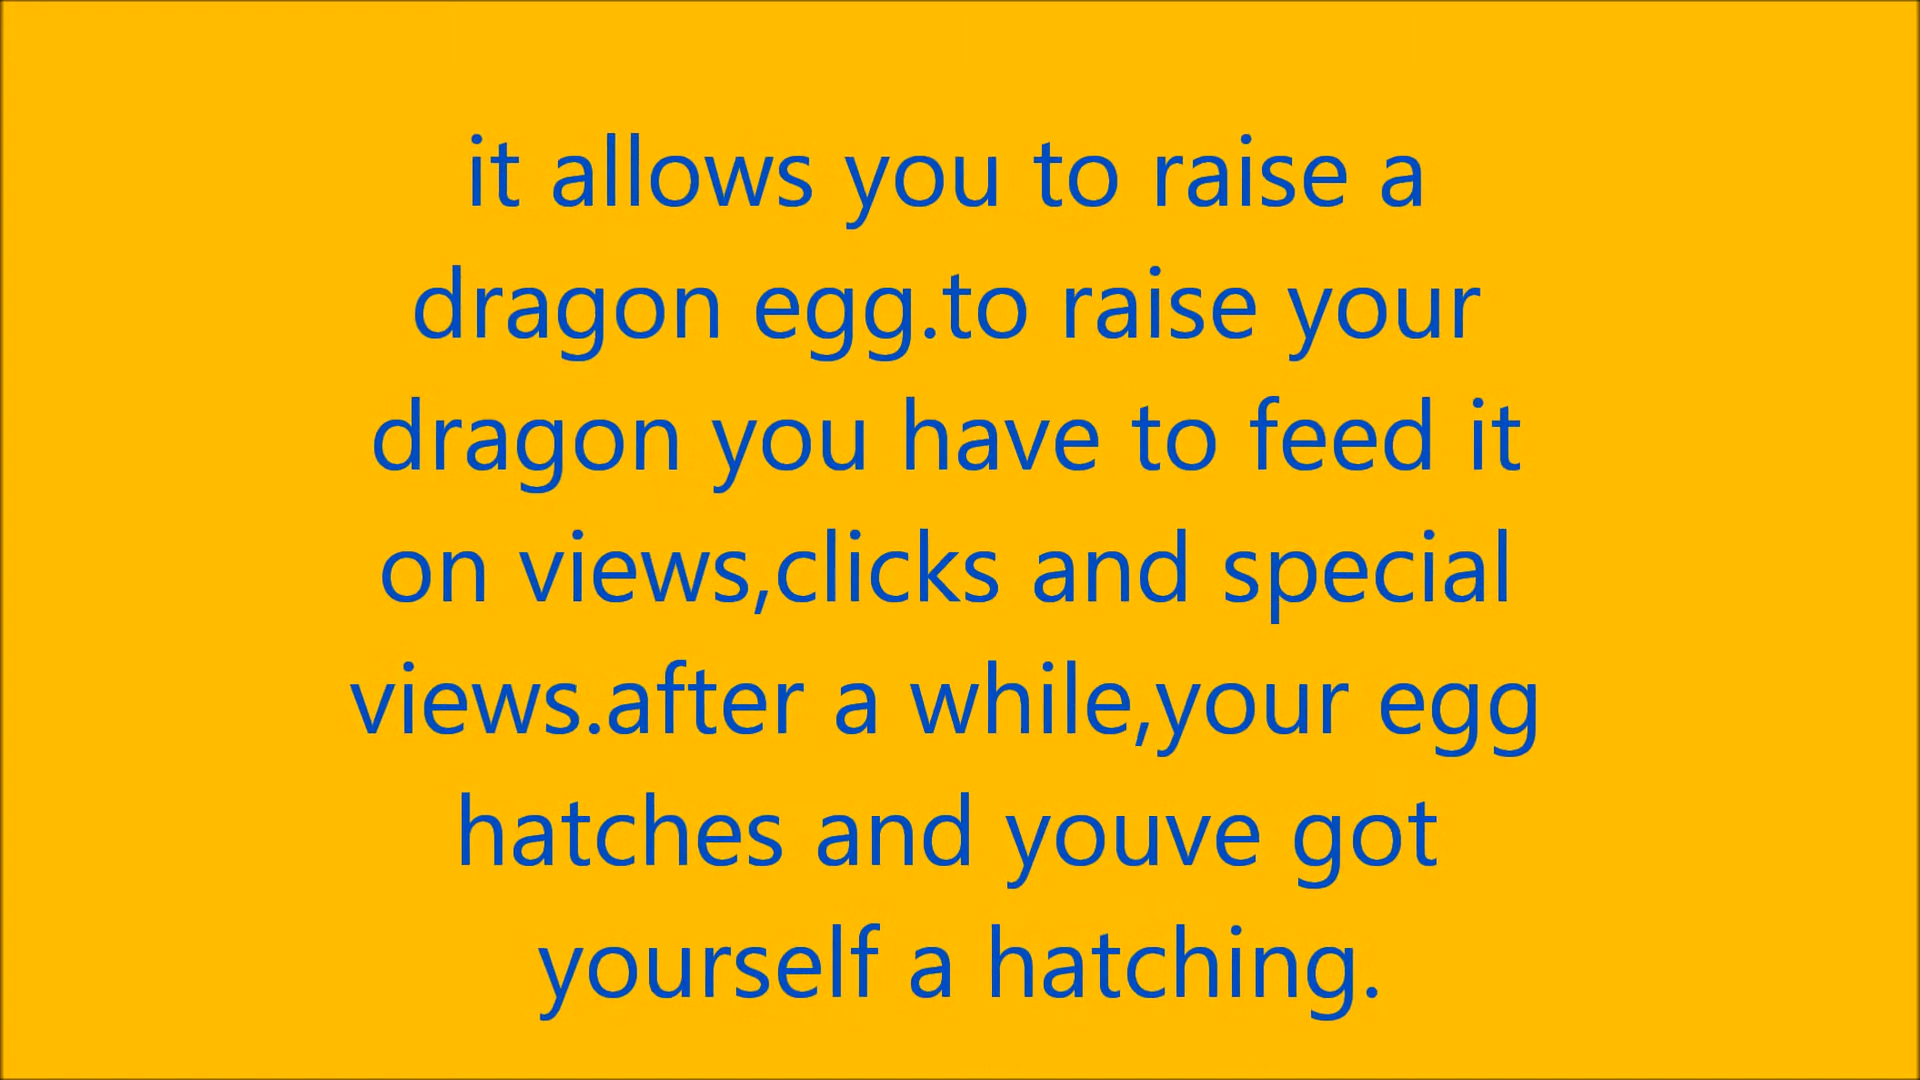 it allows you to raise a
dragon egg.to raise your
dragon you have to feed it
on views,clicks and special
views.after a while,your egg
hatches and youve got
yourself a hatching.